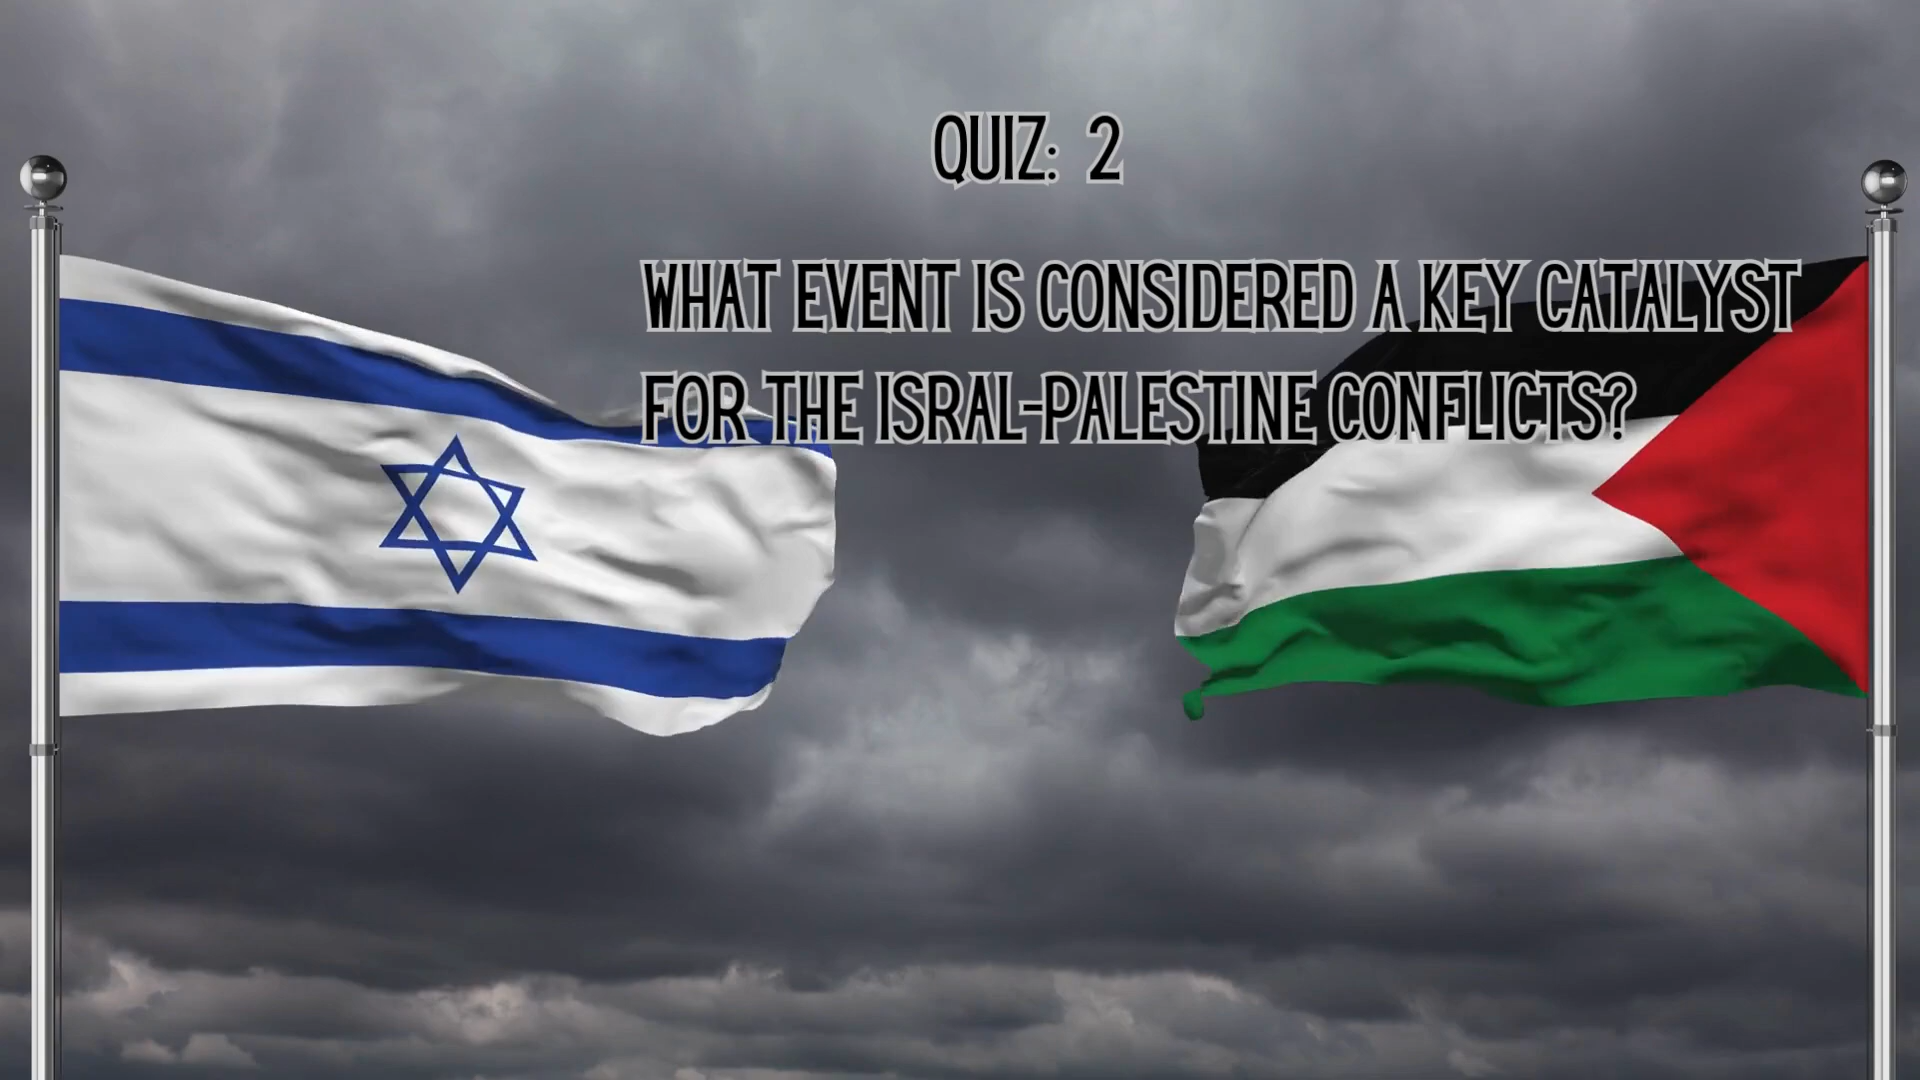 QUIZ: 2
WHAT EVENT IS CONSIDERED A KEY CATALYST
FOR THE ISRAL-PALESTINE CONFLICTS?